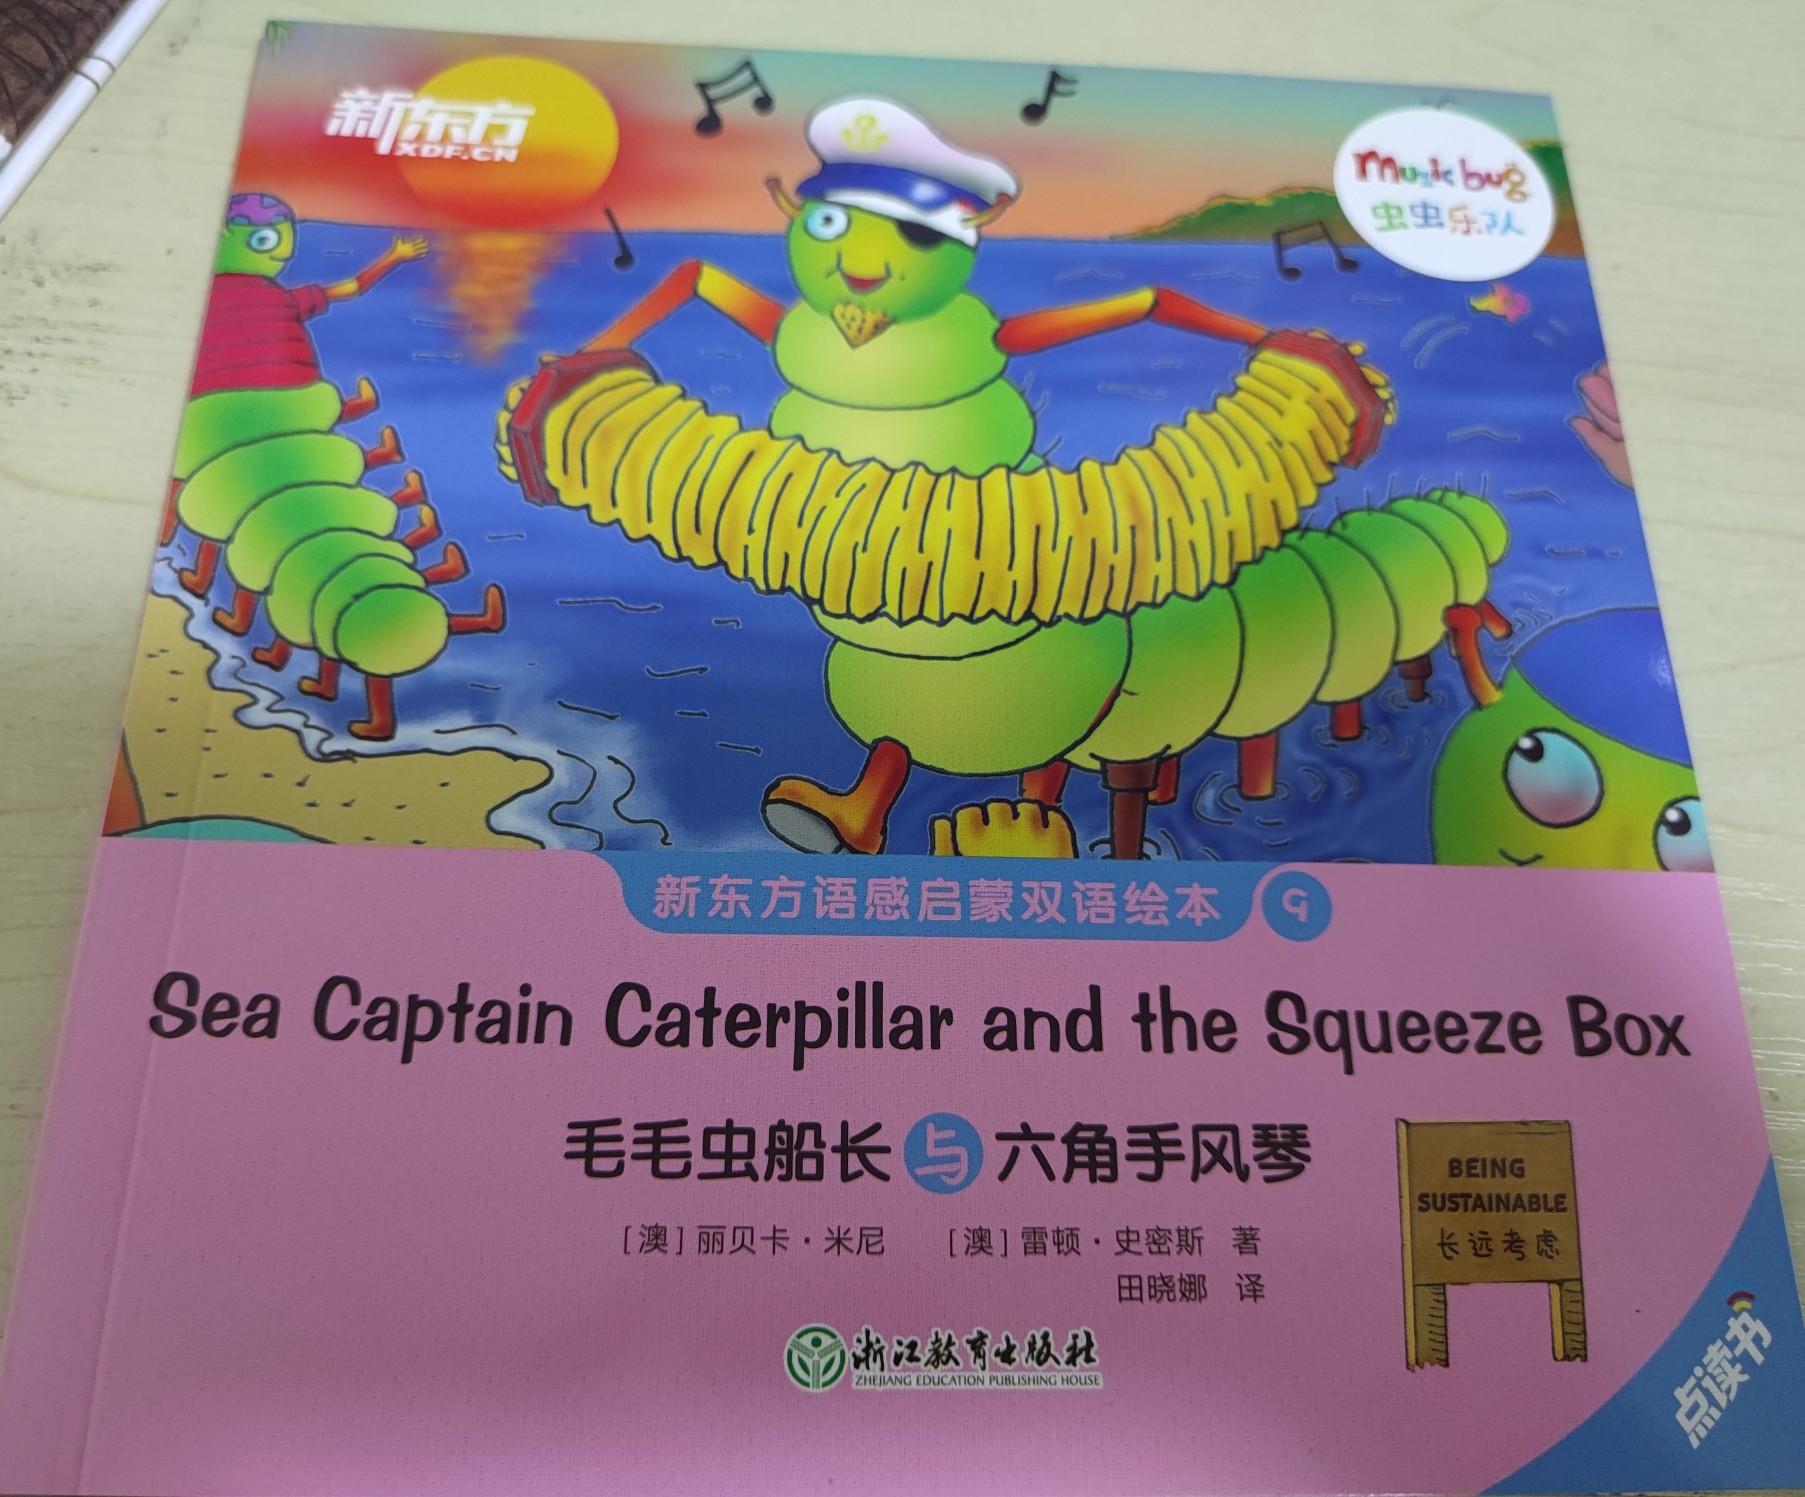 新东方
XDF.CN
muzic bug
虫虫乐队
新东方语感启蒙双语绘本 9
Sea Captain Caterpillar and the Squeeze Box
毛毛虫船长与六角手风琴
BEING
SUSTAINABLE
长远考虑
[澳]丽贝卡·米尼 [澳]雷顿·史密斯 著
田晓娜 译
浙江教育出版社
ZHEJIANG EDUCATION PUBLISHING HOUSE
点读书